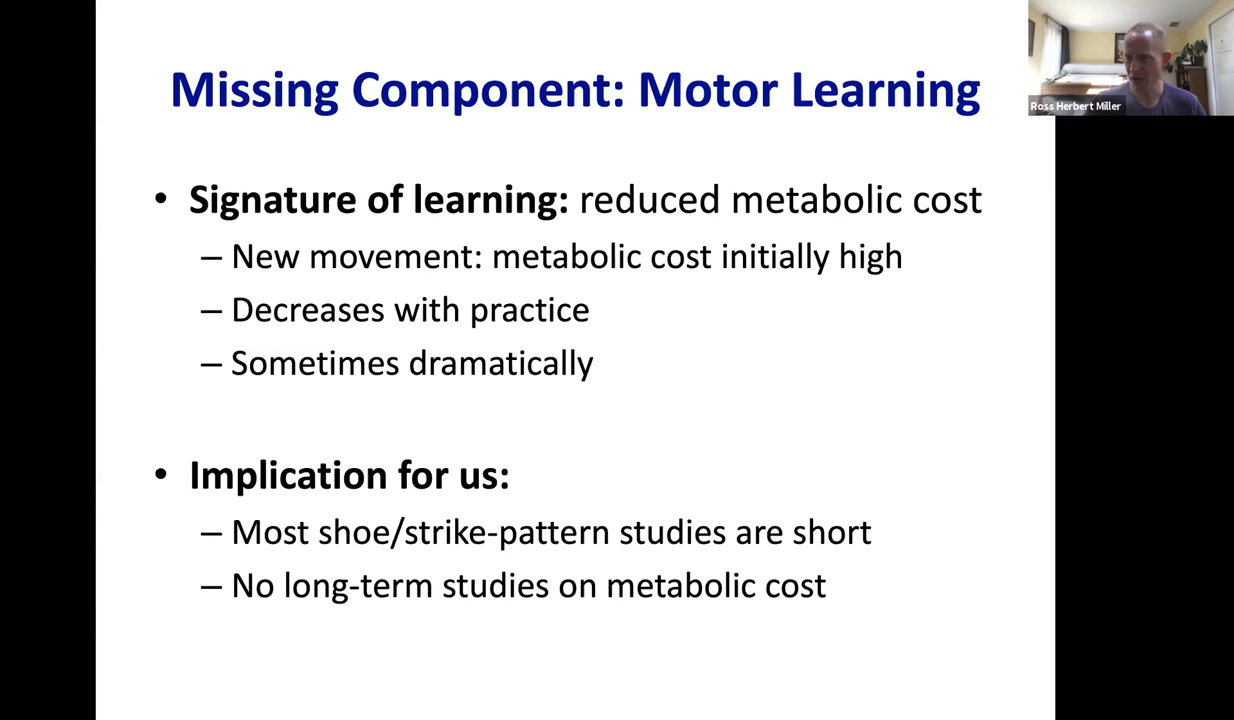 Missing Component: Motor Learning
Ross Herbert Miller
• Signature of learning: reduced metabolic cost
– New movement: metabolic cost initially high
– Decreases with practice
– Sometimes dramatically
• Implication for us:
– Most shoe/strike-pattern studies are short
– No long-term studies on metabolic cost